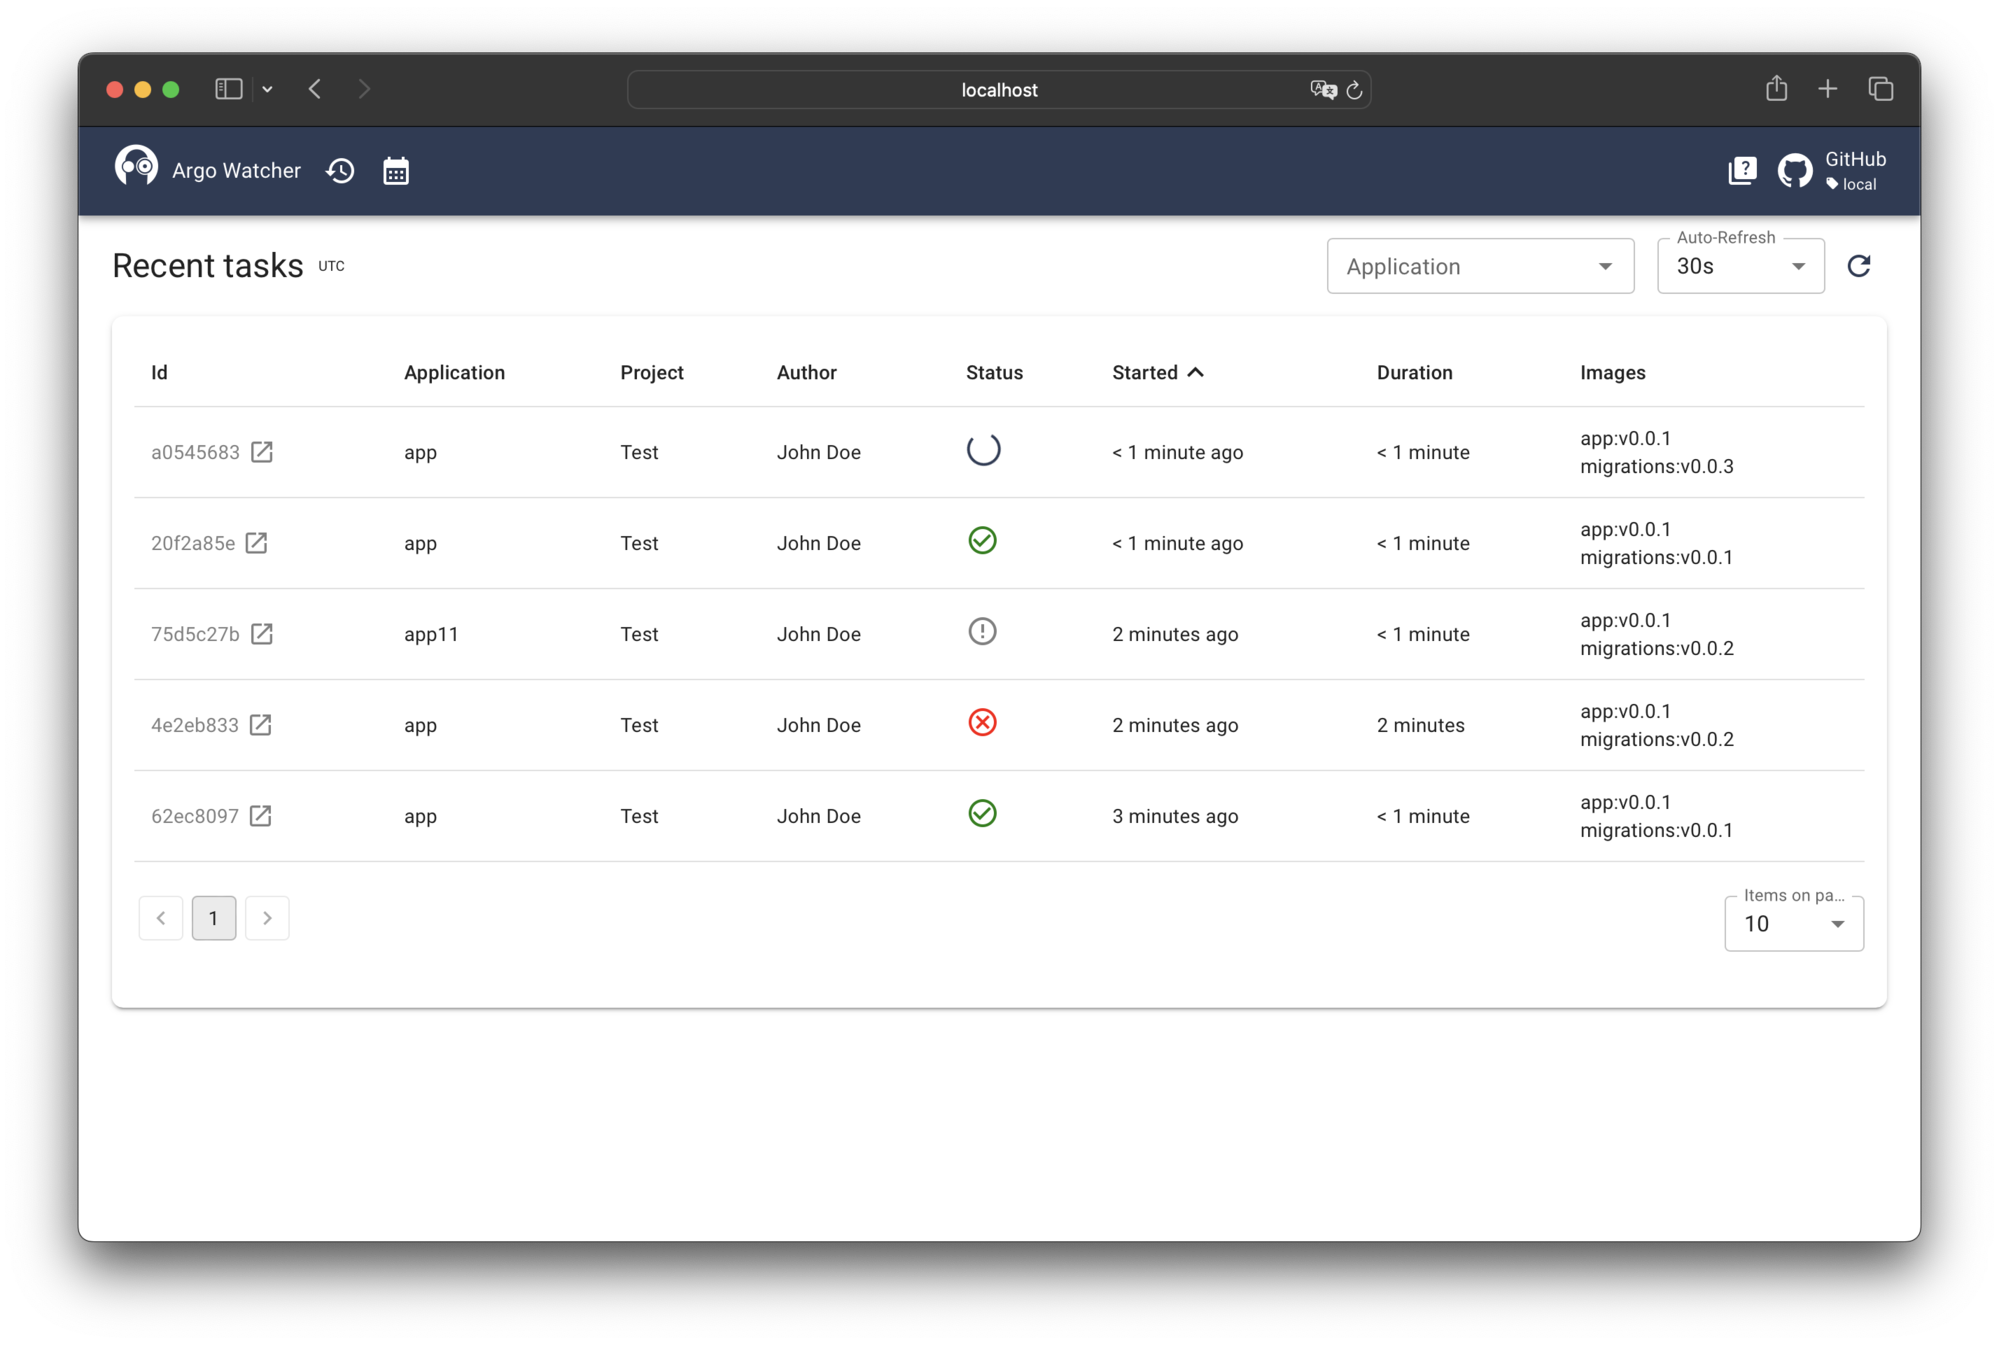 localhost
Argo Watcher
GitHub
local
Recent tasks UTC
Application
Auto-Refresh
30s
Id Application Project Author Status Started Duration Images
a0545683 app Test John Doe < 1 minute ago < 1 minute app:v0.0.1
migrations:v0.0.3
20f2a85e app Test John Doe < 1 minute ago < 1 minute app:v0.0.1
migrations:v0.0.1
75d5c27b app11 Test John Doe 2 minutes ago < 1 minute app:v0.0.1
migrations:v0.0.2
4e2eb833 app Test John Doe 2 minutes ago 2 minutes app:v0.0.1
migrations:v0.0.2
62ec8097 app Test John Doe 3 minutes ago < 1 minute app:v0.0.1
migrations:v0.0.1
1
Items on pa...
10